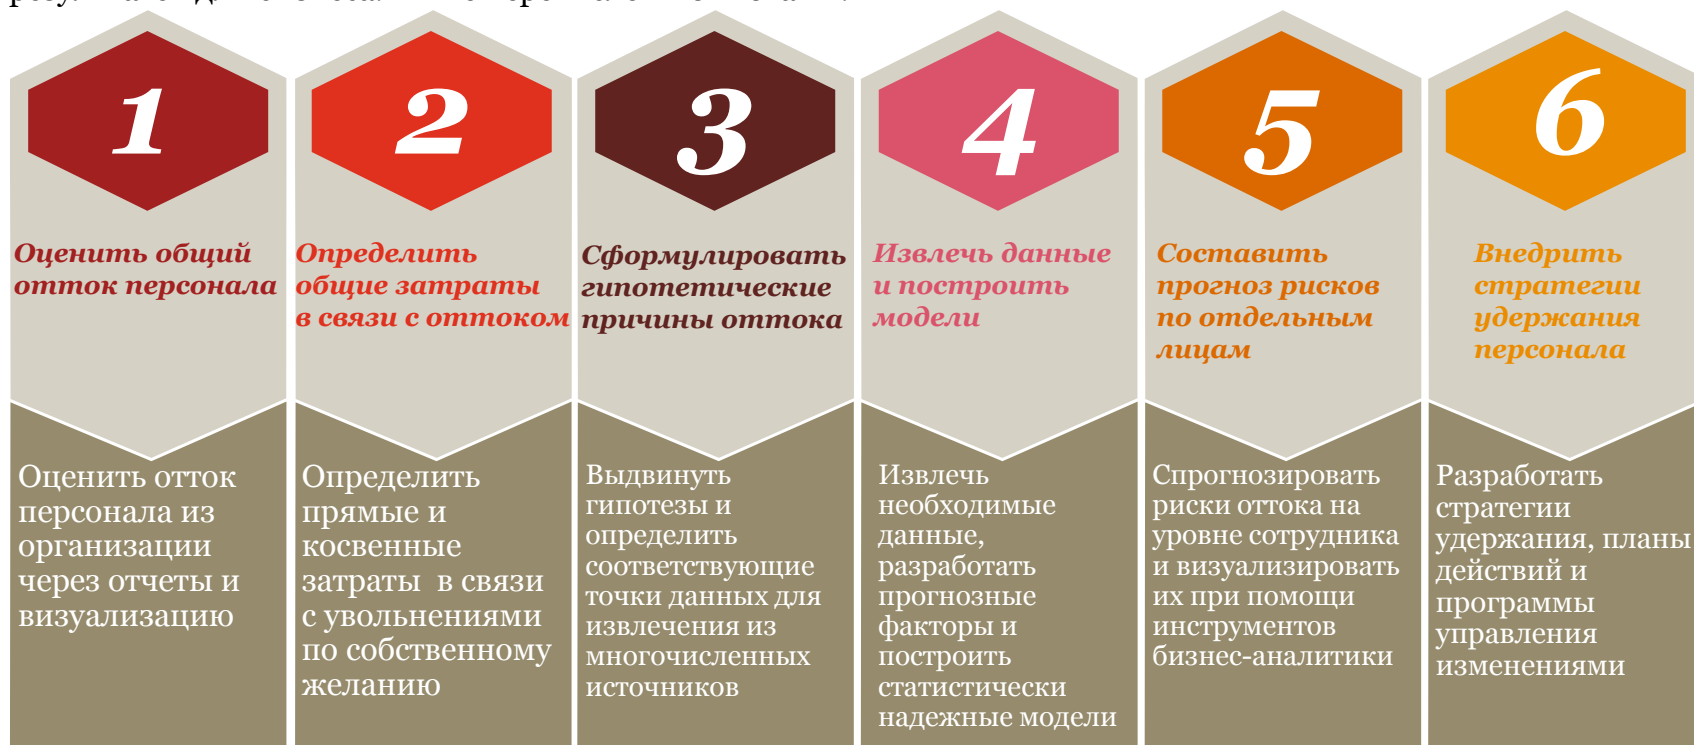 1
2
3
4
5
6
Оценить общий
отток персонала
Определить
общие затраты
в связи с оттоком
Сформулировать
гипотетические
причины оттока
Извлечь данные
и построить
модели
Составить
прогноз рисков
по отдельным
лицам
Внедрить
стратегии
удержания
персонала
Оценить отток
персонала из
организации
через отчеты и
визуализацию
Определить
прямые и
косвенные
затраты в связи
с увольнениями
по собственному
желанию
Выдвинуть
гипотезы и
определить
соответствующие
точки данных для
извлечения из
многочисленных
источников
Извлечь
необходимые
данные,
разработать
прогнозные
факторы и
построить
статистически
надежные модели
Спрогнозировать
риски оттока на
уровне сотрудника
и визуализировать
их при помощи
инструментов
бизнес-аналитики
Разработать
стратегии
удержания, планы
действий и
программы
управления
изменениями